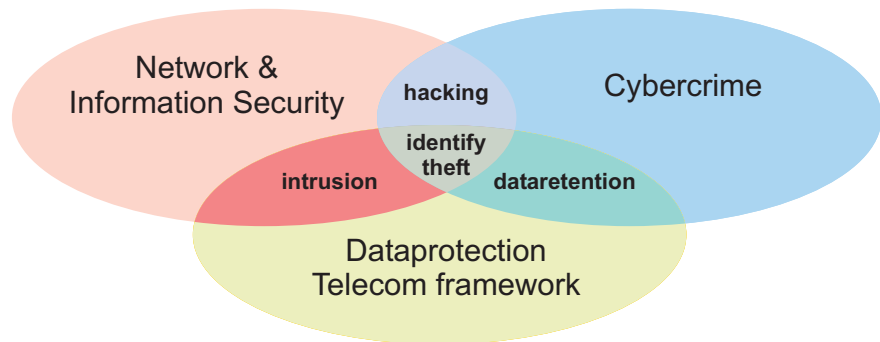 Network &
Information Security
Cybercrime
hacking
identify
theft
intrusion
dataretention
Dataprotection
Telecom framework